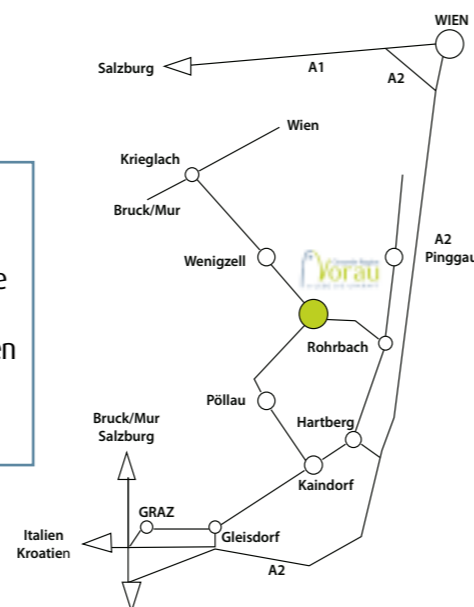 WIEN
Salzburg
A1
A2
Wien
Krieglach
Bruck/Mur
Wenigzell
A2
Pinggau
Vorau
Rohrbach
Pöllau
Hartberg
Bruck/Mur
Salzburg
Kaindorf
GRAZ
Gleisdorf
Italien
Kroatien
A2
e
en